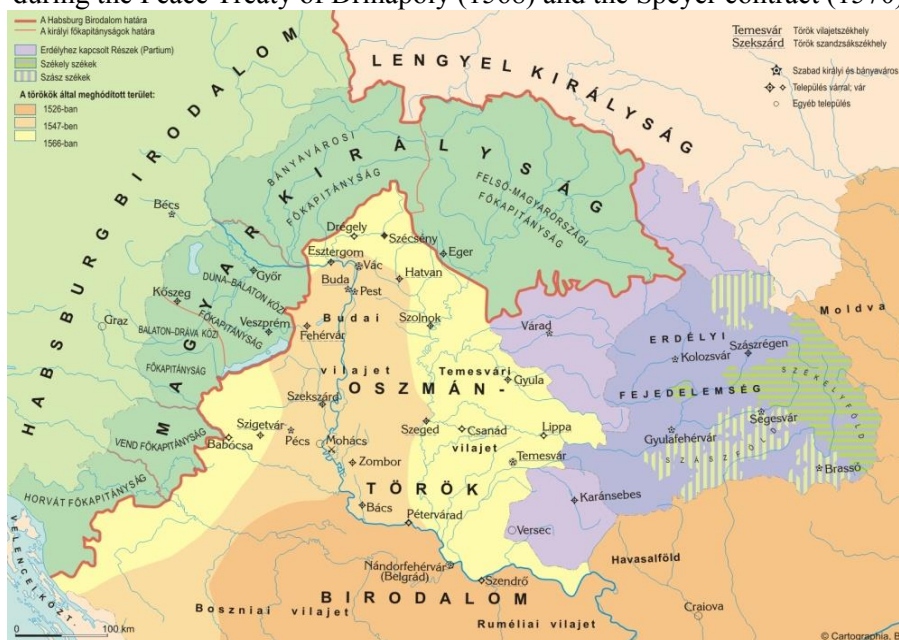 during the Peace Treaty of Drinápoly (1568) and the Speyer contract (1570)
A Habsburg Birodalom határa
A királyi főkapitányságok határa
Erdélyhez kapcsolt Részek (Partium)
Székely székek
Szász székek
A törökök által meghódított terület:
1526-ban
1547-ben
1566-ban
Temesvár Török vilajetszékhely
Szekszárd Török szandzsákszékhely
Szabad királyi és bányaváros
Település várral; vár
Egyéb település
HABSBURG BIRODALOM
LENGYEL KIRÁLYSÁG
MAGYAR KIRÁLYSÁG
BÁNYAVÁROSI
FŐKAPITÁNYSÁG
FELSŐ-MAGYARORSZÁGI
FŐKAPITÁNYSÁG
Bécs
Drégely
Szécsény
Esztergom
Vác
Eger
Győr
DUNA–BALATON KÖZI
FŐKAPITÁNYSÁG
Buda
Pest
Hatvan
Kőszeg
Graz
Veszprém
BALATON–DRÁVA KÖZI
FŐKAPITÁNYSÁG
Fehérvár
Budai
vilajet
Szolnok
Várad
Moldva
ERDÉLYI
FEJEDELEMSÉG
Kolozsvár
Szászrégen
SZÉKELYFÖLD
Temesvári
vilajet
Gyula
OSZMÁN-
TÖRÖK
BIRODALOM
Szekszárd
Szigetvár
Babócsa
VEND FŐKAPITÁNYSÁG
Pécs
Mohács
Szeged
Csanád
Lippa
Gyulafehérvár
Segesvár
SZÁSZFÖLD
Brassó
Zombor
Temesvár
HORVÁT FŐKAPITÁNYSÁG
Karánsebes
Bács
Pétervárad
Versec
VELENCEI KÖZT.
Havasalföld
Nándorfehérvár
(Belgrád)
Szendrő
Boszniai vilajet
Ruméliai vilajet
Craiova
0 100 km
© Cartographia, B